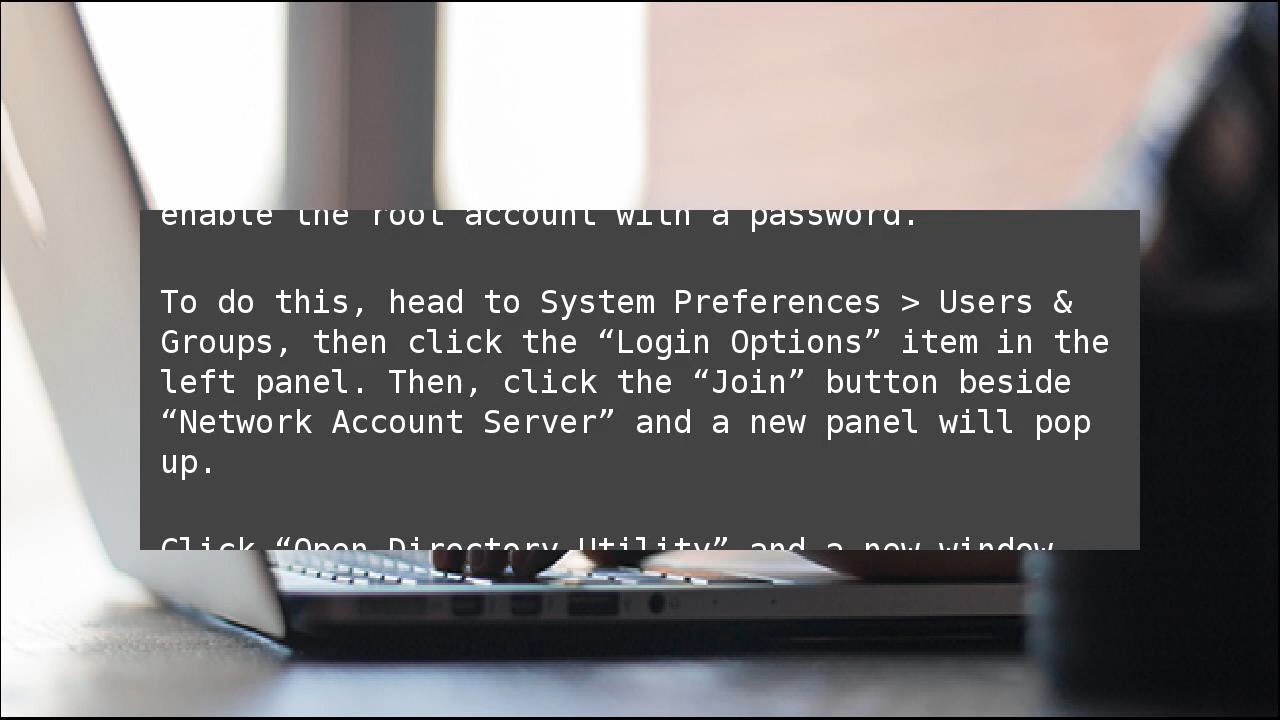 enable the root account with a password.
To do this, head to System Preferences > Users &
Groups, then click the “Login Options” item in the
left panel. Then, click the “Join” button beside
“Network Account Server” and a new panel will pop
up.
Click “Open Directory Utility” and a new window